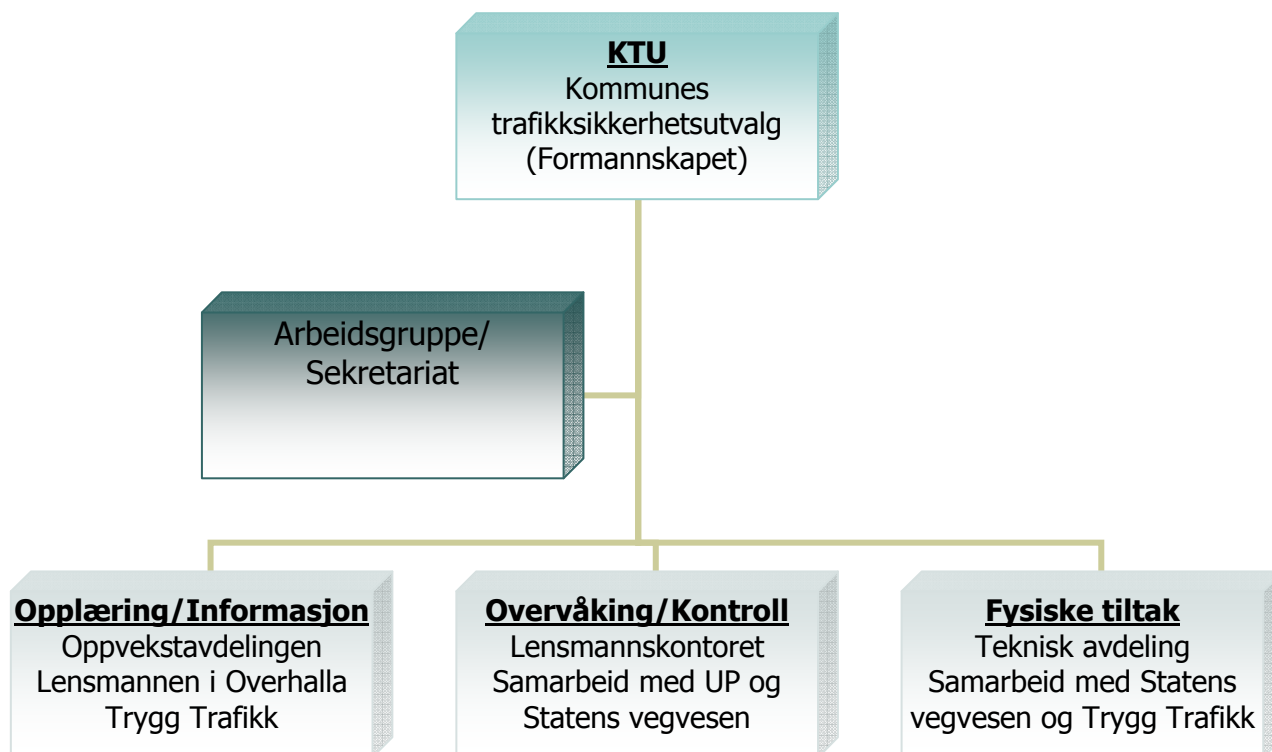 KTU
Kommunes
trafikksikkerhetsutvalg
(Formannskapet)
Arbeidsgruppe/
Sekretariat
Opplæring/Informasjon
Oppvekstavdelingen
Lensmannen i Overhalla
Trygg Trafikk
Overvåking/Kontroll
Lensmannskontoret
Samarbeid med UP og
Statens vegvesen
Fysiske tiltak
Teknisk avdeling
Samarbeid med Statens
vegvesen og Trygg Trafikk